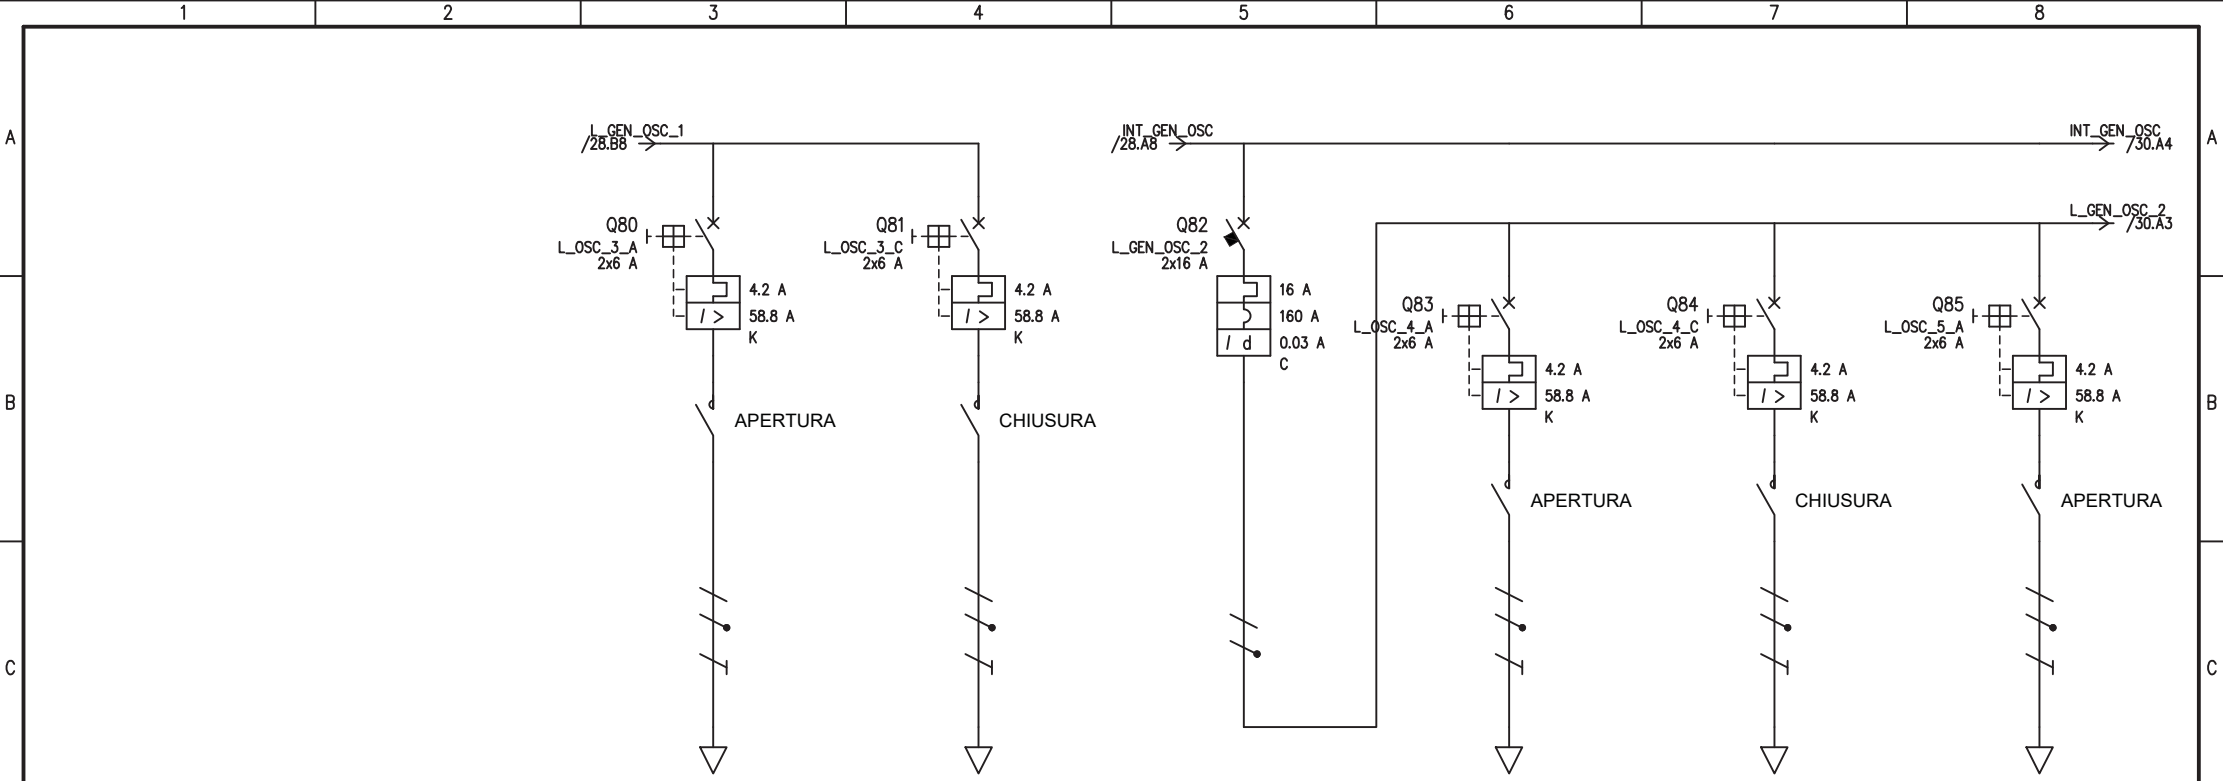 1 2 3 4 5 6 7 8
A A
L_GEN_OSC_1
/28.B8
INT_GEN_OSC
/28.A8
INT_GEN_OSC
/30.A4
L_GEN_OSC_2
/30.A3
Q80
L_OSC_3_A
2x6 A
4.2 A
I > 58.8 A
K
APERTURA
Q81
L_OSC_3_C
2x6 A
4.2 A
I > 58.8 A
K
CHIUSURA
Q82
L_GEN_OSC_2
2x16 A
16 A
160 A
I d 0.03 A
C
Q83
L_OSC_4_A
2x6 A
4.2 A
I > 58.8 A
K
APERTURA
Q84
L_OSC_4_C
2x6 A
4.2 A
I > 58.8 A
K
CHIUSURA
Q85
L_OSC_5_A
2x6 A
4.2 A
I > 58.8 A
K
APERTURA
B B
C C